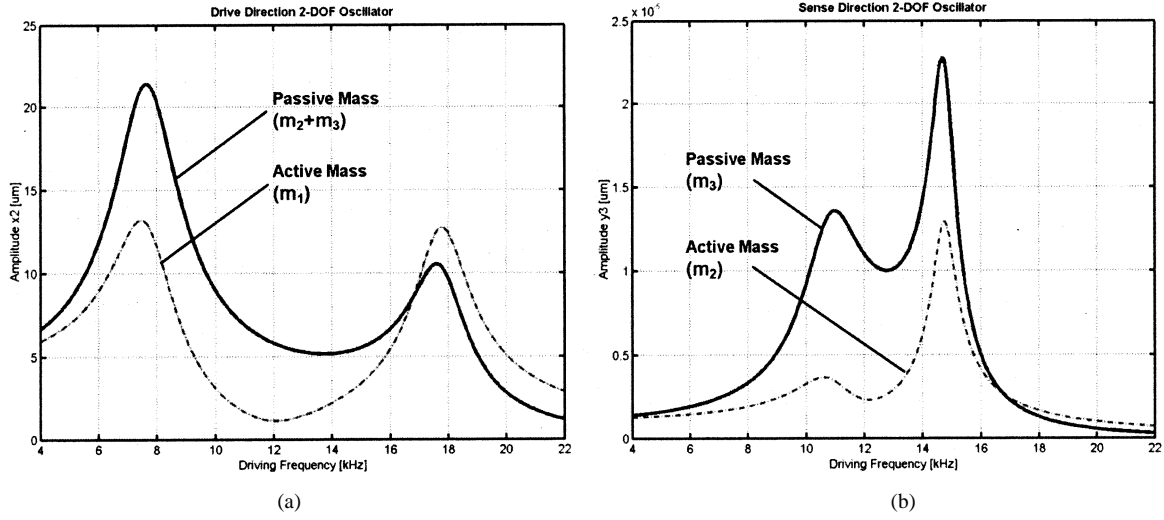 Drive Direction 2-DOF Oscillator
25
20
15
10
5
0
Amplitude x2 [um]
Passive Mass
(m₂+m₃)
Active Mass
(m₁)
4 6 8 10 12 14 16 18 20 22
Driving Frequency [kHz]
(a)
Sense Direction 2-DOF Oscillator
x 10⁻⁵
2.5
2
1.5
1
0.5
0
Amplitude y3 [um]
Passive Mass
(m₃)
Active Mass
(m₂)
4 6 8 10 12 14 16 18 20 22
Driving Frequency [kHz]
(b)